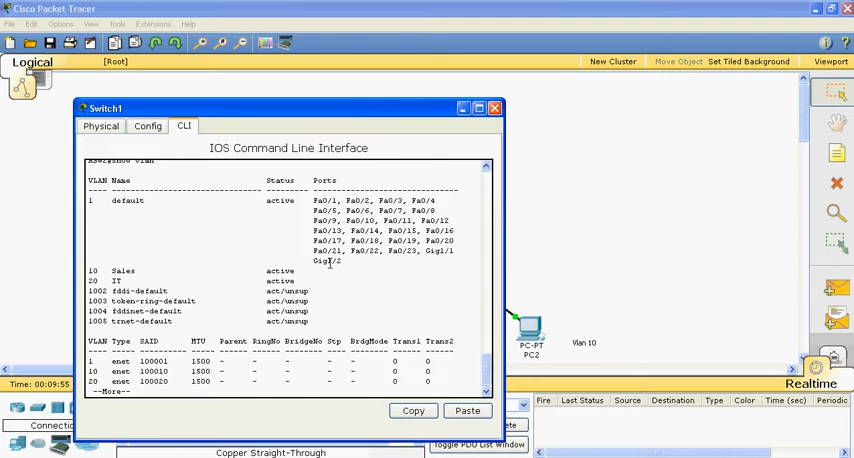 Cisco Packet Tracer
File Edit Options View Tools Extensions Help
Logical [Root] New Cluster Move Object Set Tiled Background Viewport
Switch1
Physical Config CLI
IOS Command Line Interface
ASW2#show vlan
VLAN Name Status Ports
---- -------------------------------- --------- -------------------------------
1 default active Fa0/1, Fa0/2, Fa0/3, Fa0/4
Fa0/5, Fa0/6, Fa0/7, Fa0/8
Fa0/9, Fa0/10, Fa0/11, Fa0/12
Fa0/13, Fa0/14, Fa0/15, Fa0/16
Fa0/17, Fa0/18, Fa0/19, Fa0/20
Fa0/21, Fa0/22, Fa0/23, Gig1/1
Gig1/2
10 Sales active
20 IT active
1002 fddi-default act/unsup
1003 token-ring-default act/unsup
1004 fddinet-default act/unsup
1005 trnet-default act/unsup
VLAN Type SAID MTU Parent RingNo BridgeNo Stp BrdgMode Trans1 Trans2
---- ----- ---------- ----- ------ ------ -------- ---- -------- ------ ------
1 enet 100001 1500 - - - - - 0 0
10 enet 100010 1500 - - - - - 0 0
20 enet 100020 1500 - - - - - 0 0
--More--
Copy Paste
PC-PT
PC2
Vlan 10
Time: 00:09:55 Realtime
Fire Last Status Source Destination Type Color Time (sec) Periodic
Toggle PDU List Window
Copper Straight-Through